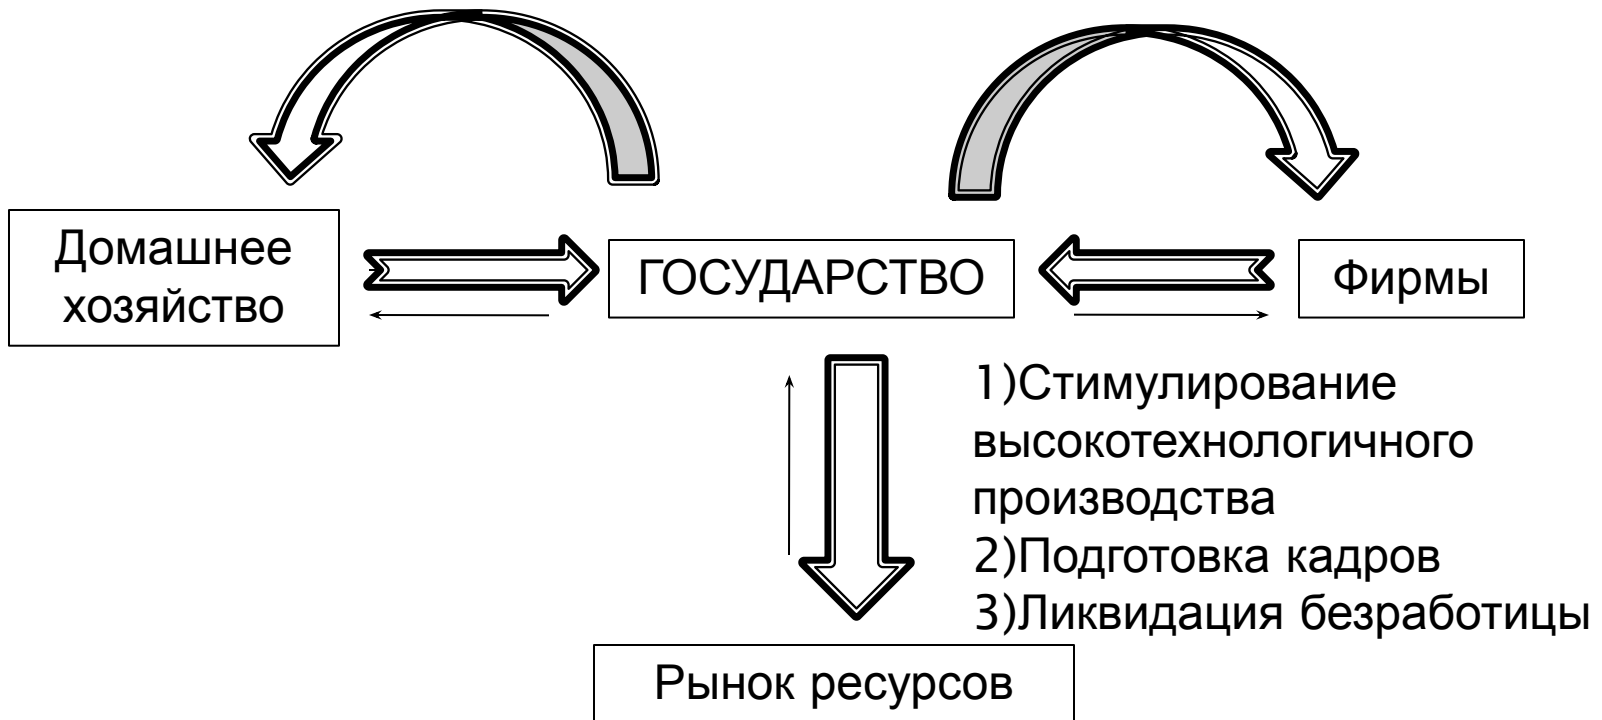 Домашнее
хозяйство
ГОСУДАРСТВО
Фирмы
1)Стимулирование
высокотехнологичного
производства
2)Подготовка кадров
3)Ликвидация безработицы
Рынок ресурсов